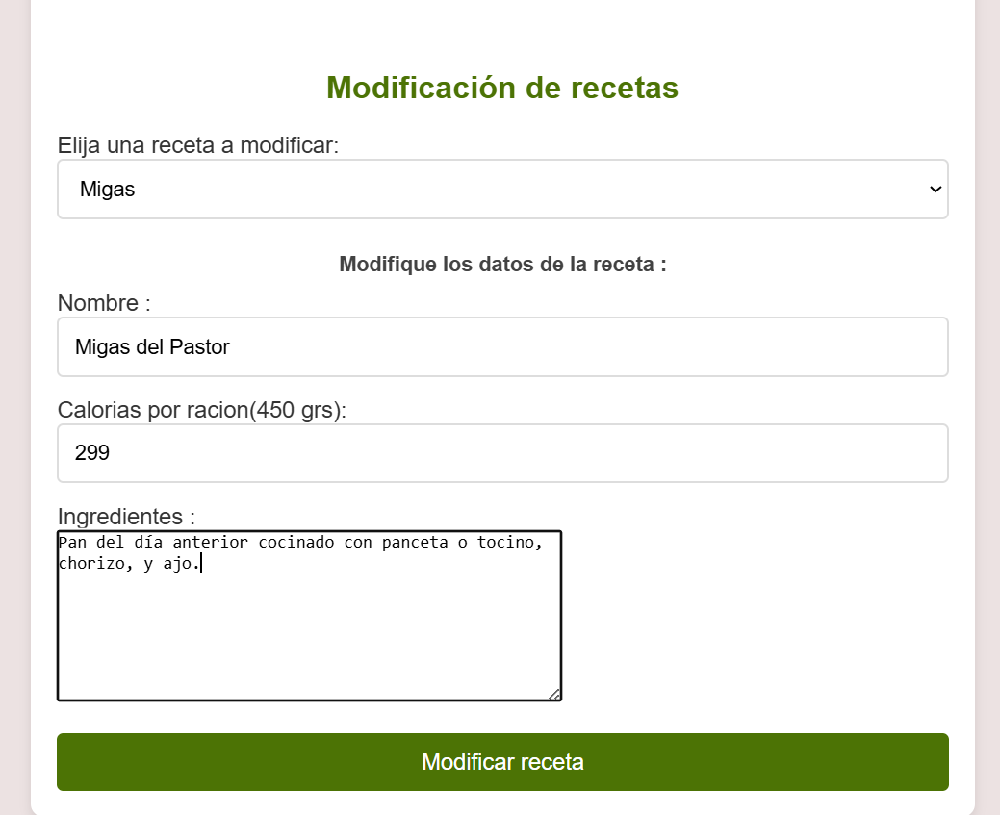 Modificación de recetas
Elija una receta a modificar:
Migas
Modifique los datos de la receta :
Nombre :
Migas del Pastor
Calorias por racion(450 grs):
299
Ingredientes :
Pan del día anterior cocinado con panceta o tocino,
chorizo, y ajo.
Modificar receta